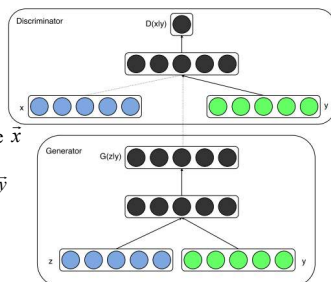 Discriminator
D(x|y)
x
y
e x⃗
Generator
G(z|y)
y⃗
z
y